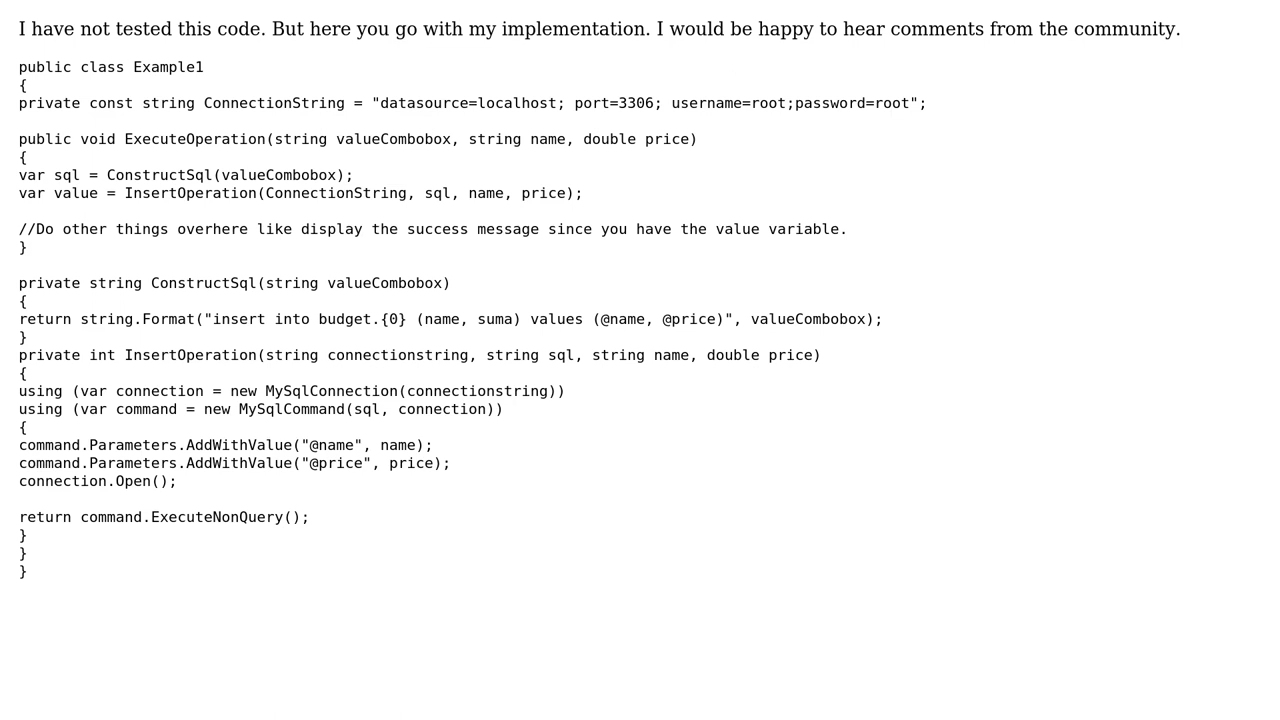 I have not tested this code. But here you go with my implementation. I would be happy to hear comments from the community.
public class Example1
{
private const string ConnectionString = "datasource=localhost; port=3306; username=root;password=root";
public void ExecuteOperation(string valueCombobox, string name, double price)
{
var sql = ConstructSql(valueCombobox);
var value = InsertOperation(ConnectionString, sql, name, price);
//Do other things overhere like display the success message since you have the value variable.
}
private string ConstructSql(string valueCombobox)
{
return string.Format("insert into budget.{0} (name, suma) values (@name, @price)", valueCombobox);
}
private int InsertOperation(string connectionstring, string sql, string name, double price)
{
using (var connection = new MySqlConnection(connectionstring))
using (var command = new MySqlCommand(sql, connection))
{
command.Parameters.AddWithValue("@name", name);
command.Parameters.AddWithValue("@price", price);
connection.Open();
return command.ExecuteNonQuery();
}
}
}